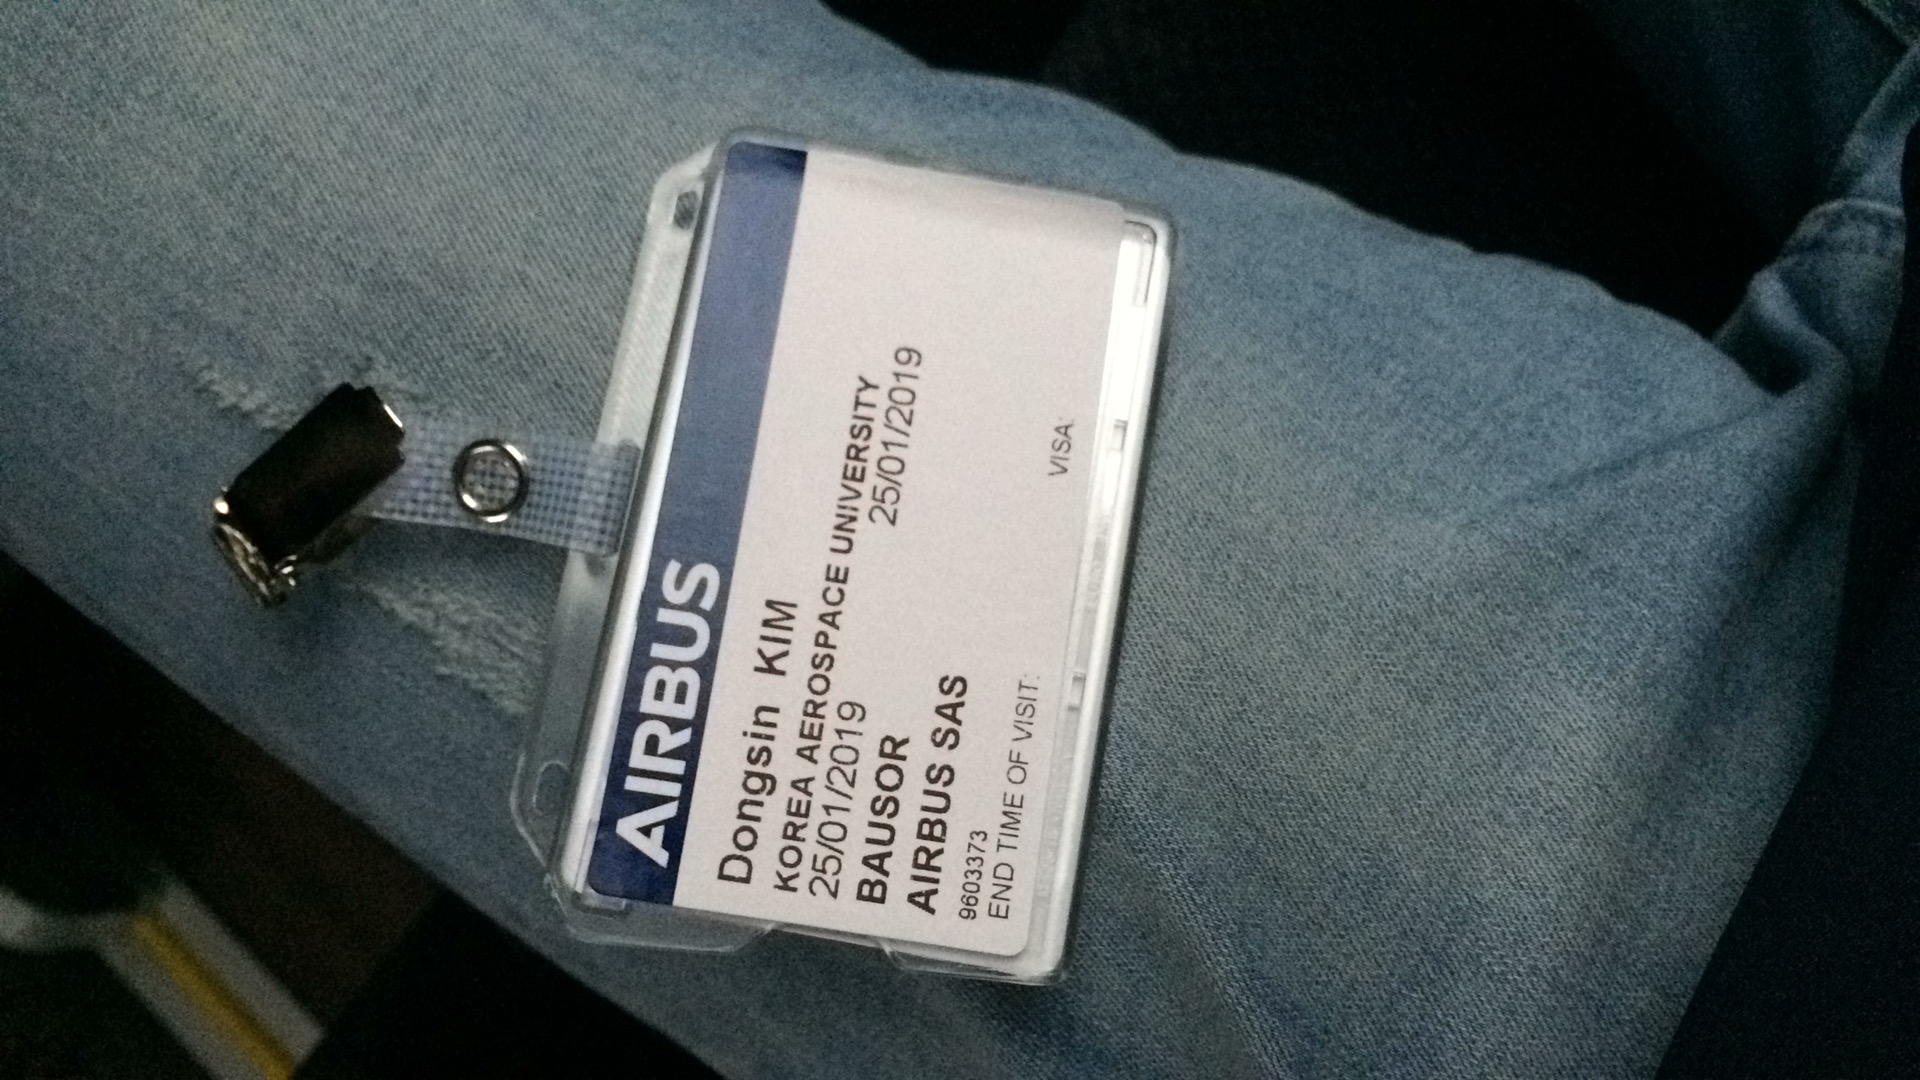 AIRBUS
Dongsin KIM
KOREA AEROSPACE UNIVERSITY
25/01/2019 25/01/2019
BAUSOR
AIRBUS SAS
9603373
END TIME OF VISIT:
VISA: